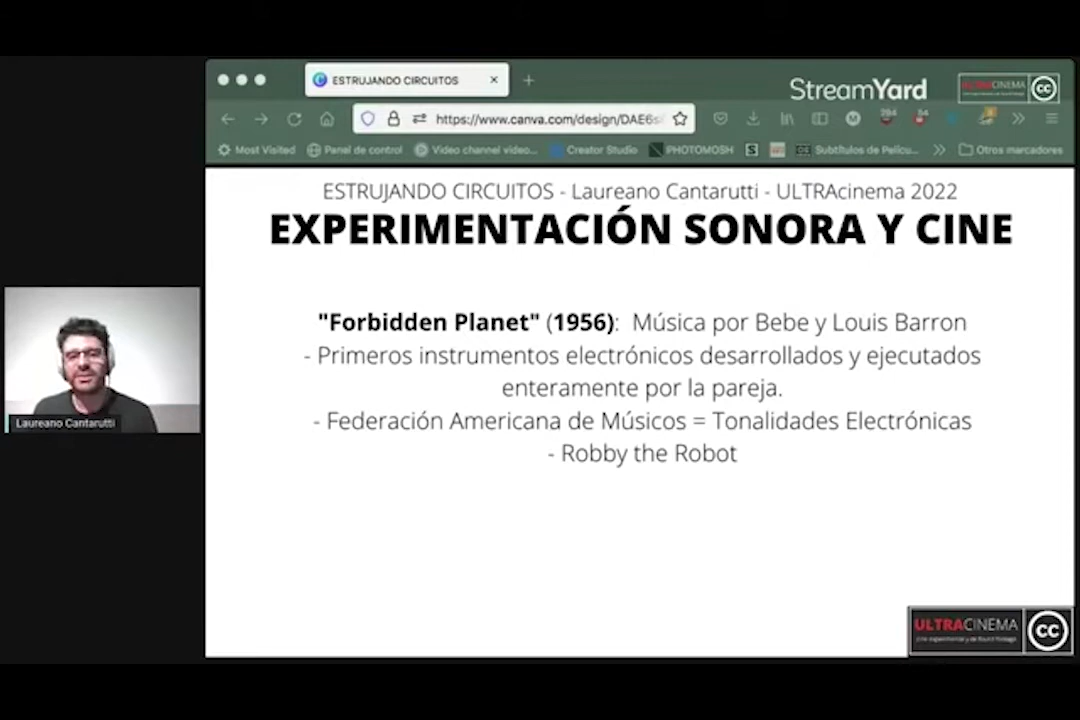 ESTRUJANDO CIRCUITOS
StreamYard
ULTRACINEMA
https://www.canva.com/design/DAE6s
Most Visited
Panel de control
Video channel video...
Creator Studio
PHOTOMOSH
Subtítulos de Pelícu...
Otros marcadores
ESTRUJANDO CIRCUITOS - Laureano Cantarutti - ULTRAcinema 2022
EXPERIMENTACIÓN SONORA Y CINE
"Forbidden Planet" (1956): Música por Bebe y Louis Barron
- Primeros instrumentos electrónicos desarrollados y ejecutados
enteramente por la pareja.
- Federación Americana de Músicos = Tonalidades Electrónicas
- Robby the Robot
Laureano Cantarutti
ULTRACINEMA
cc